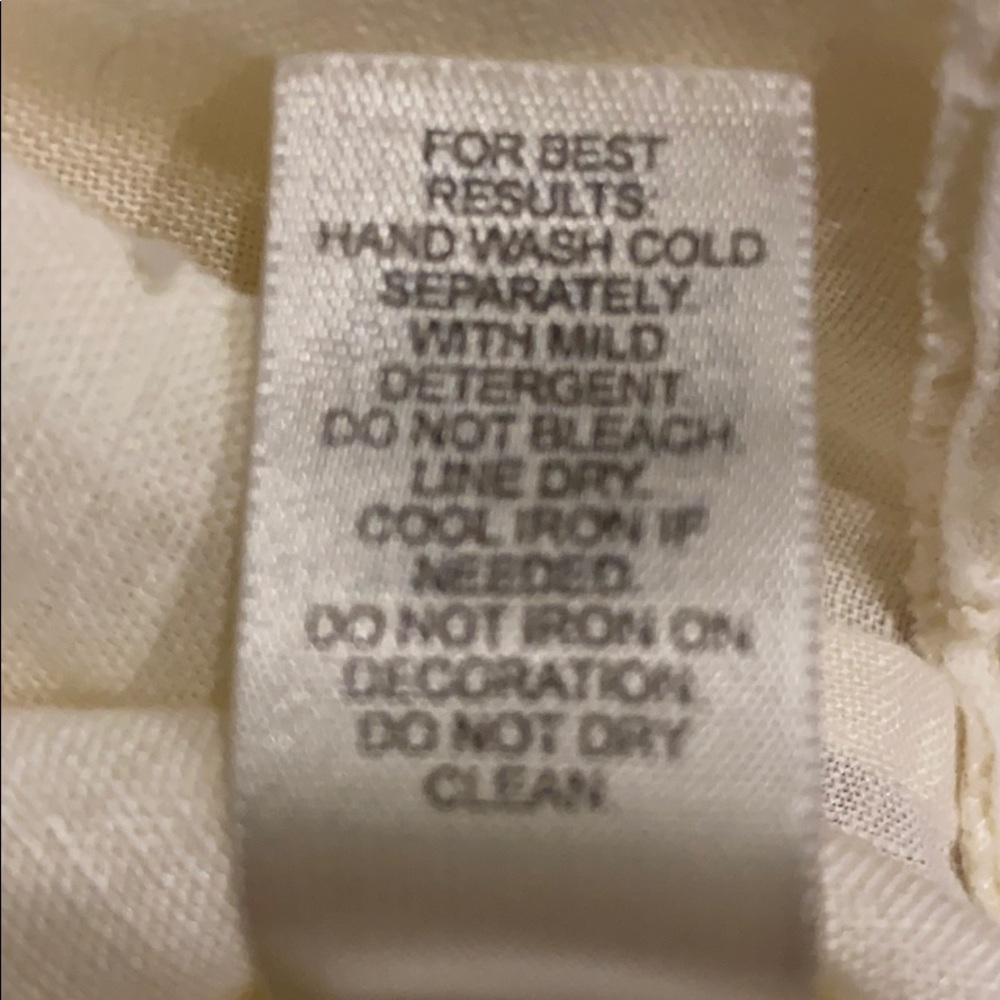 FOR BEST
RESULTS:
HAND WASH COLD
SEPARATELY
WITH MILD
DETERGENT.
DO NOT BLEACH.
LINE DRY.
COOL IRON IF
NEEDED.
DO NOT IRON ON
DECORATION.
DO NOT DRY
CLEAN.